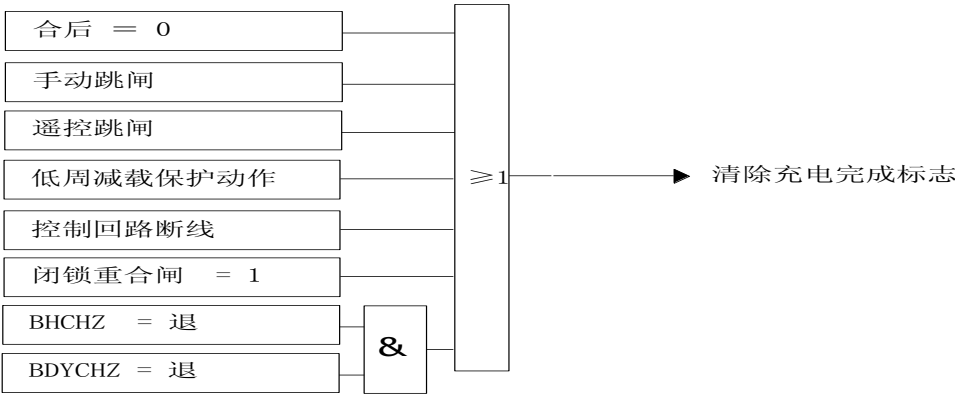 合后 = 0
手动跳闸
遥控跳闸
低周减载保护动作
≥1
清除充电完成标志
控制回路断线
闭锁重合闸 = 1
BHCHZ = 退
&
BDYCHZ = 退